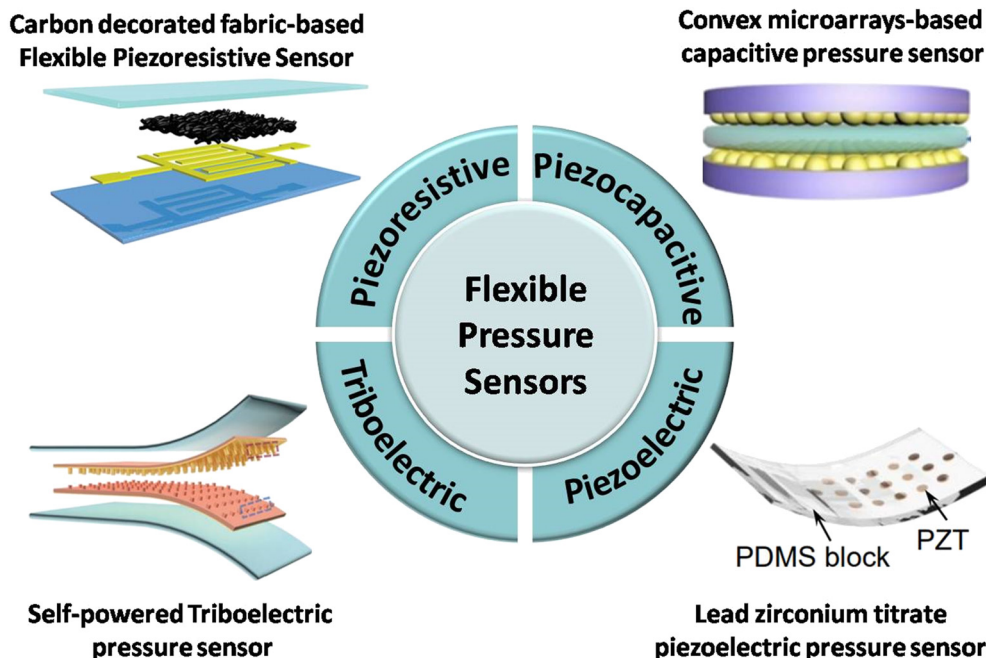 Carbon decorated fabric-based
Flexible Piezoresistive Sensor
Convex microarrays-based
capacitive pressure sensor
Piezoresistive
Piezocapacitive
Flexible
Pressure
Sensors
Triboelectric
Piezoelectric
PDMS block
PZT
Self-powered Triboelectric
pressure sensor
Lead zirconium titrate
piezoelectric pressure sensor